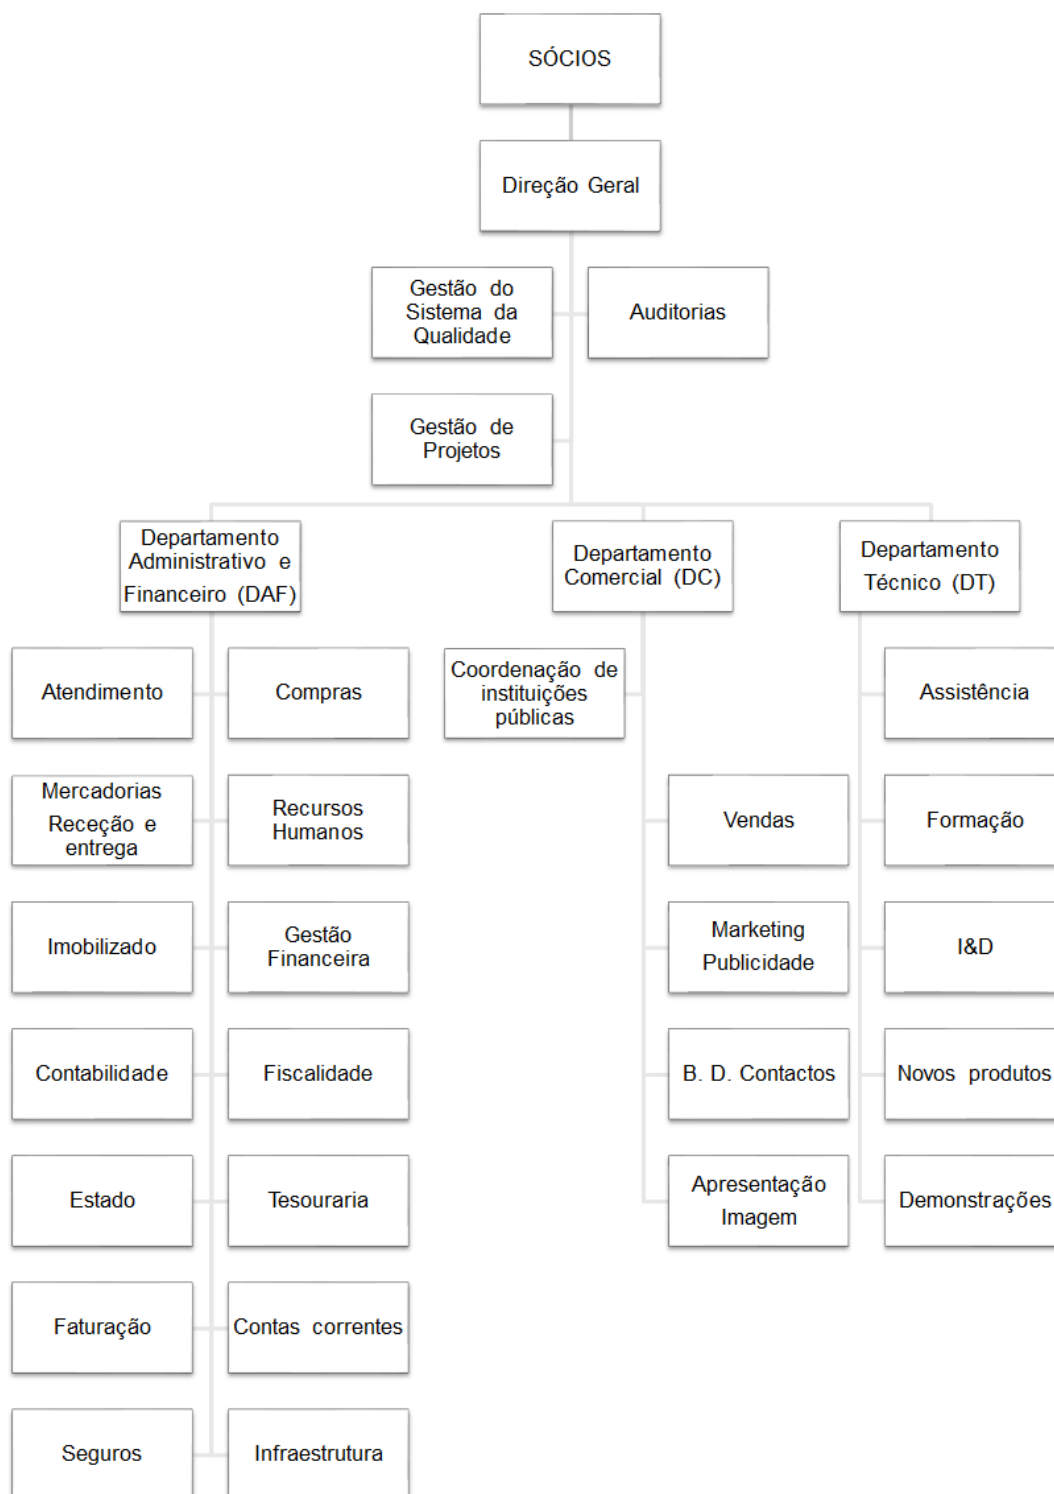 SÓCIOS
Direção Geral
Gestão do
Sistema da
Qualidade
Auditorias
Gestão de
Projetos
Departamento
Administrativo e
Financeiro (DAF)
Departamento
Comercial (DC)
Departamento
Técnico (DT)
Atendimento
Compras
Coordenação de
instituições
públicas
Assistência
Mercadorias
Receção e
entrega
Recursos
Humanos
Vendas
Formação
Imobilizado
Gestão
Financeira
Marketing
Publicidade
I&D
Contabilidade
Fiscalidade
B. D. Contactos
Novos produtos
Estado
Tesouraria
Apresentação
Imagem
Demonstrações
Faturação
Contas correntes
Seguros
Infraestrutura